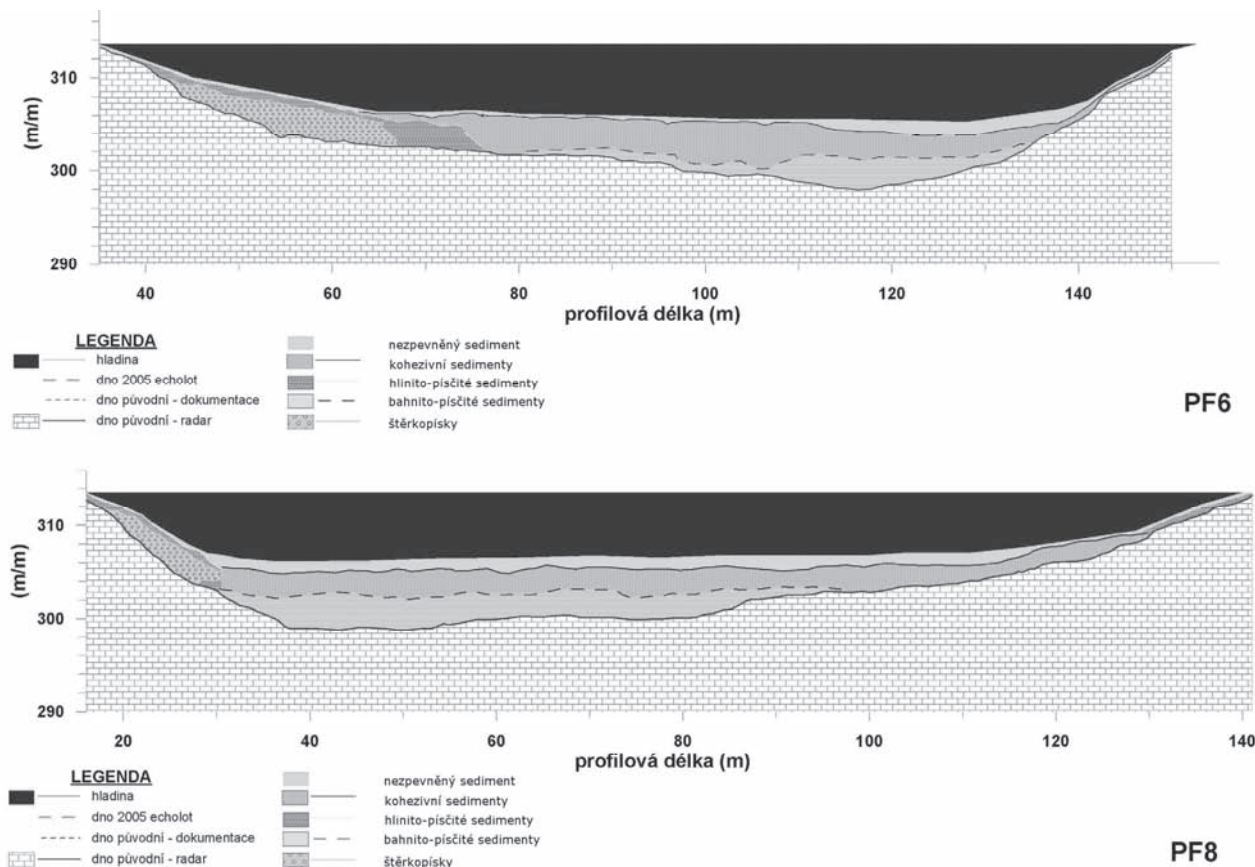 310
300
290
(m/m)
40 60 80 100 120 140
profilová délka (m)
LEGENDA
hladina
dno 2005 echolot
dno původní - dokumentace
dno původní - radar
nezpevněný sediment
kohezivní sedimenty
hlinito-písčité sedimenty
bahnito-písčité sedimenty
štěrkopísky
PF6
310
300
290
(m/m)
20 40 60 80 100 120 140
profilová délka (m)
LEGENDA
hladina
dno 2005 echolot
dno původní - dokumentace
dno původní - radar
nezpevněný sediment
kohezivní sedimenty
hlinito-písčité sedimenty
bahnito-písčité sedimenty
štěrkopísky
PF8